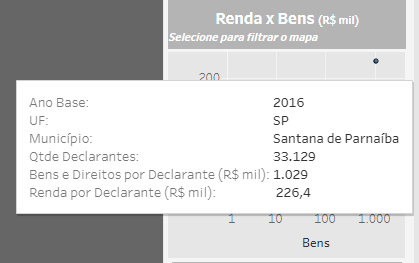 Renda x Bens (R$ mil)
Selecione para filtrar o mapa
200
Ano Base: 2016
UF: SP
Município: Santana de Parnaíba
Qtde Declarantes: 33.129
Bens e Direitos por Declarante (R$ mil): 1.029
Renda por Declarante (R$ mil): 226,4
1 10 100 1.000
Bens